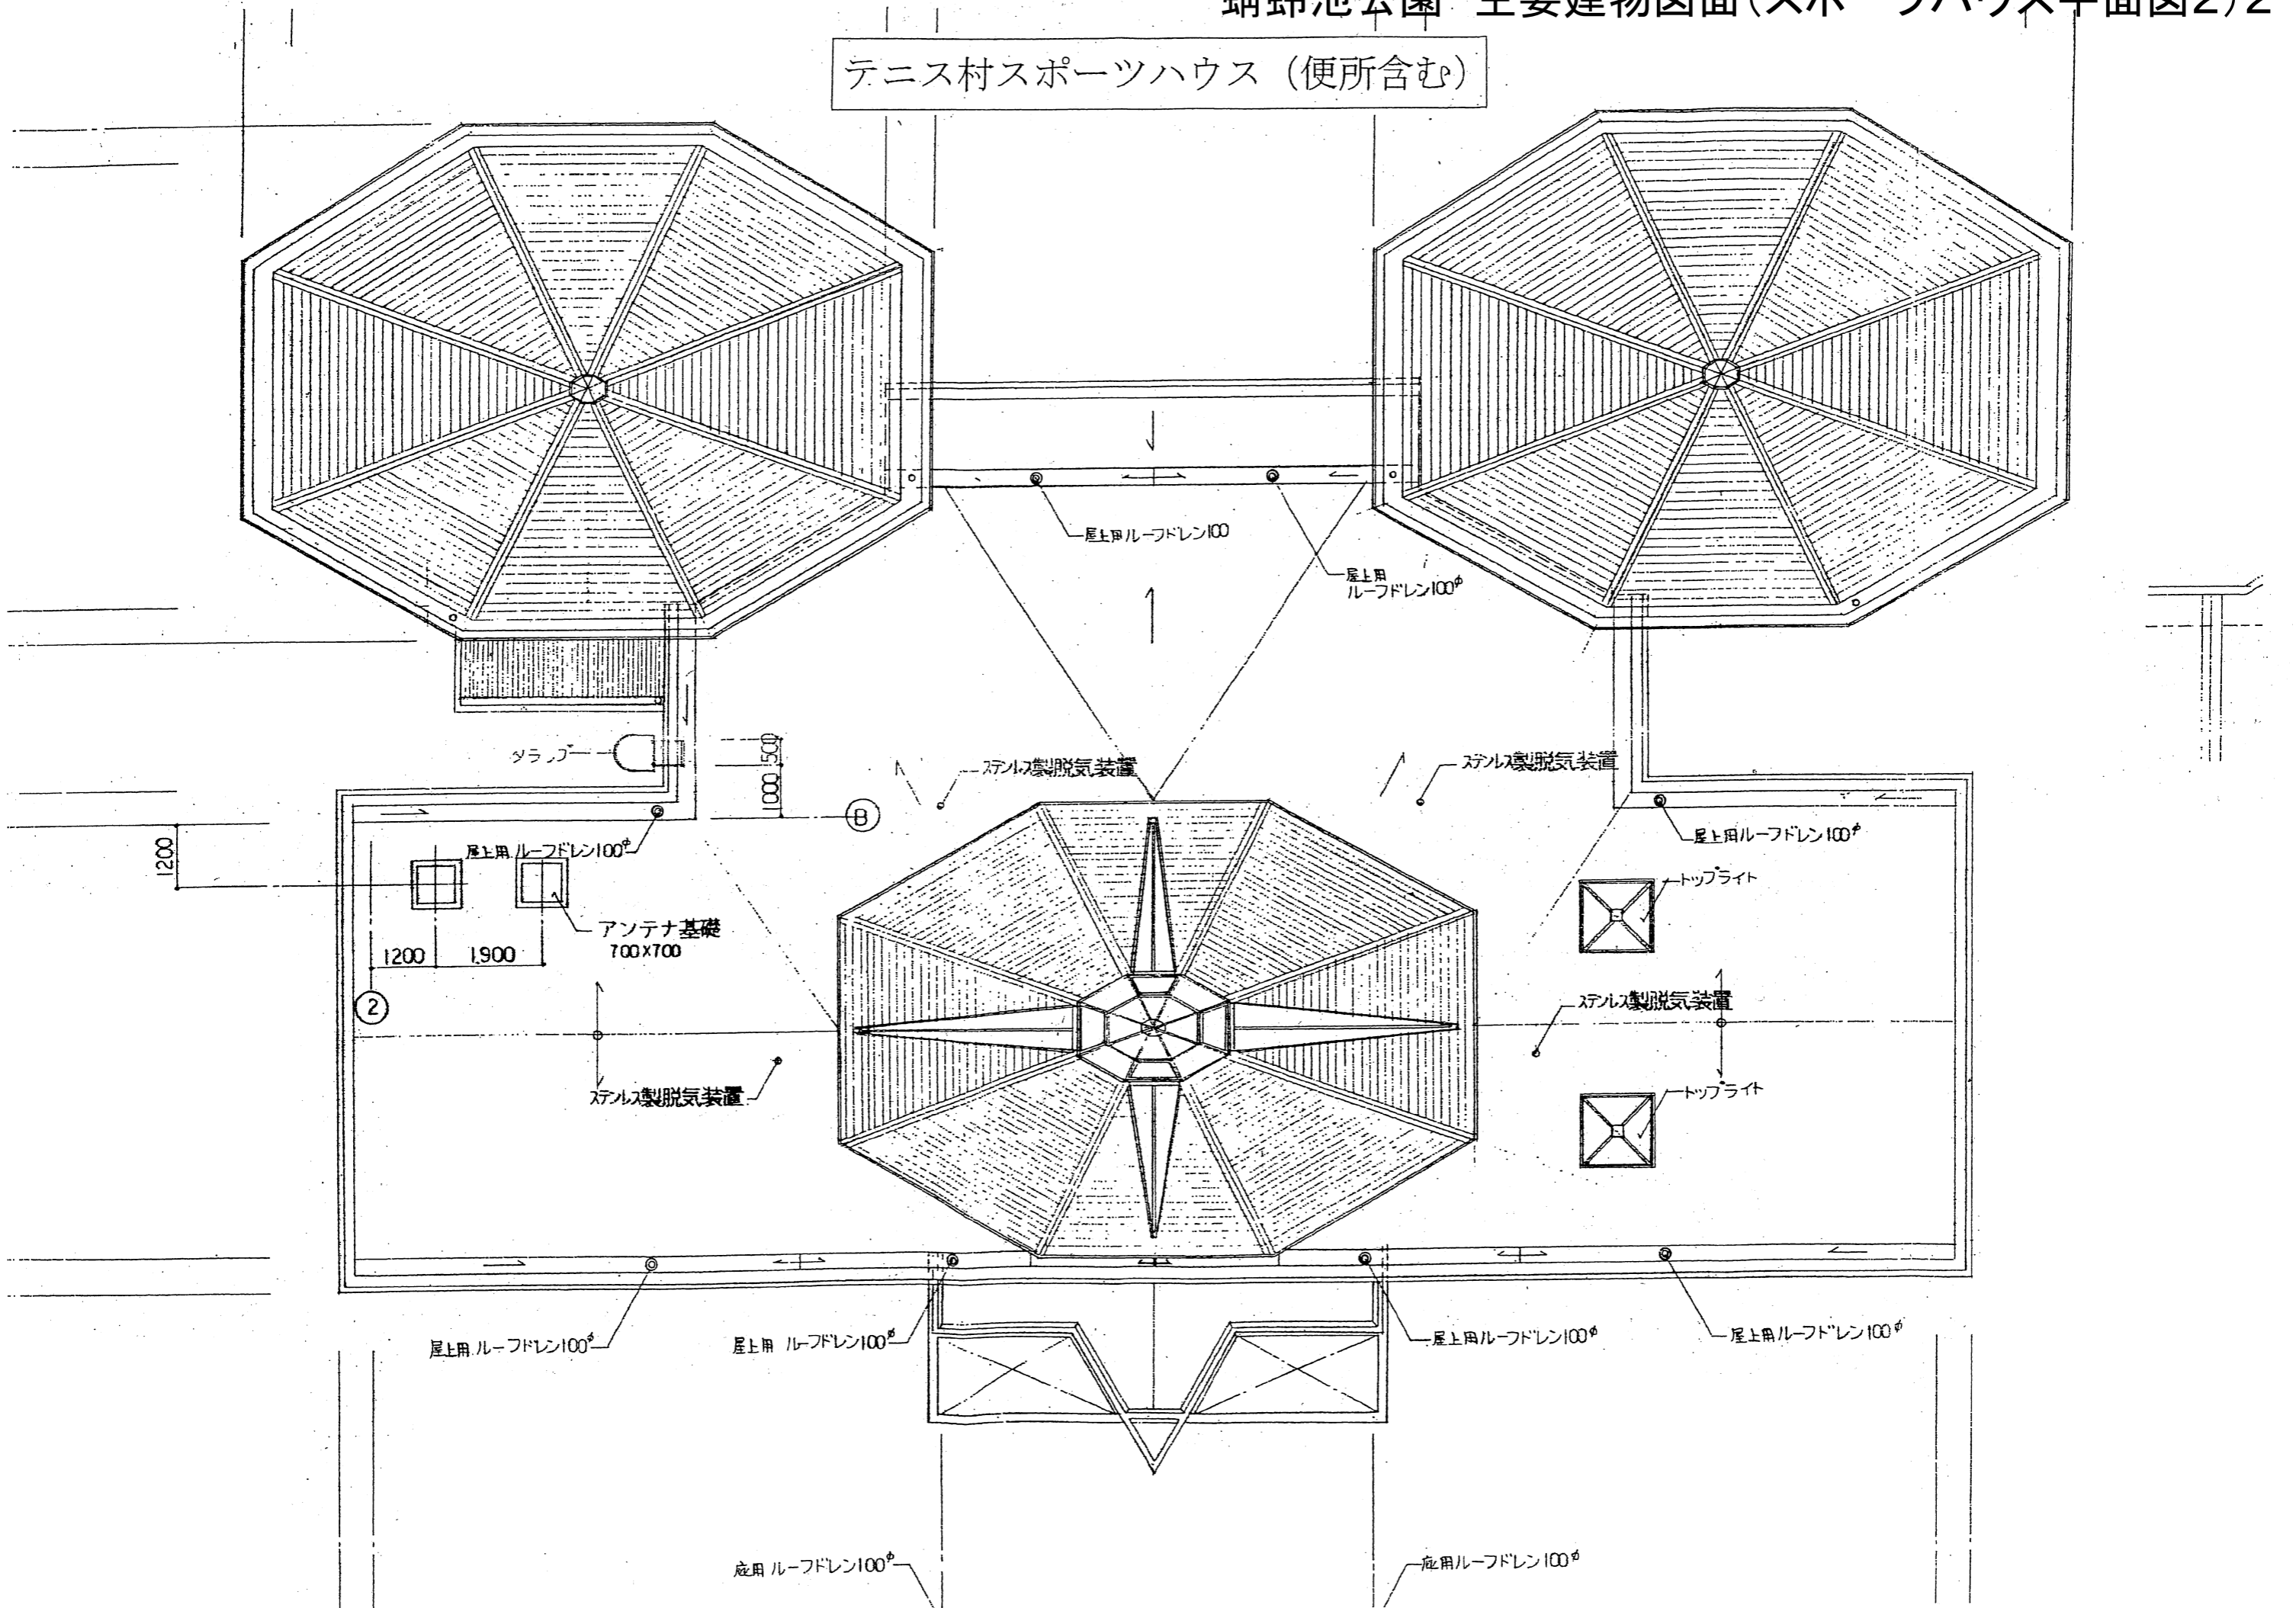 蜻蛉池公園 主要建物図面(スポーツハウス平面図2)2
テニス村スポーツハウス（便所含む）
屋上用ルーフドレン100
屋上用
ルーフドレン100φ
タラップ
500
1000
ステンレス製脱気装置
ステンレス製脱気装置
B
1200
屋上用ルーフドレン100φ
屋上用ルーフドレン100φ
トップライト
アンテナ基礎
700×700
1200
1,900
2
ステンレス製脱気装置
ステンレス製脱気装置
トップライト
屋上用ルーフドレン100φ
屋上用 ルーフドレン100φ
屋上用ルーフドレン100φ
屋上用ルーフドレン100φ
庇用ルーフドレン100φ
庇用ルーフドレン100φ